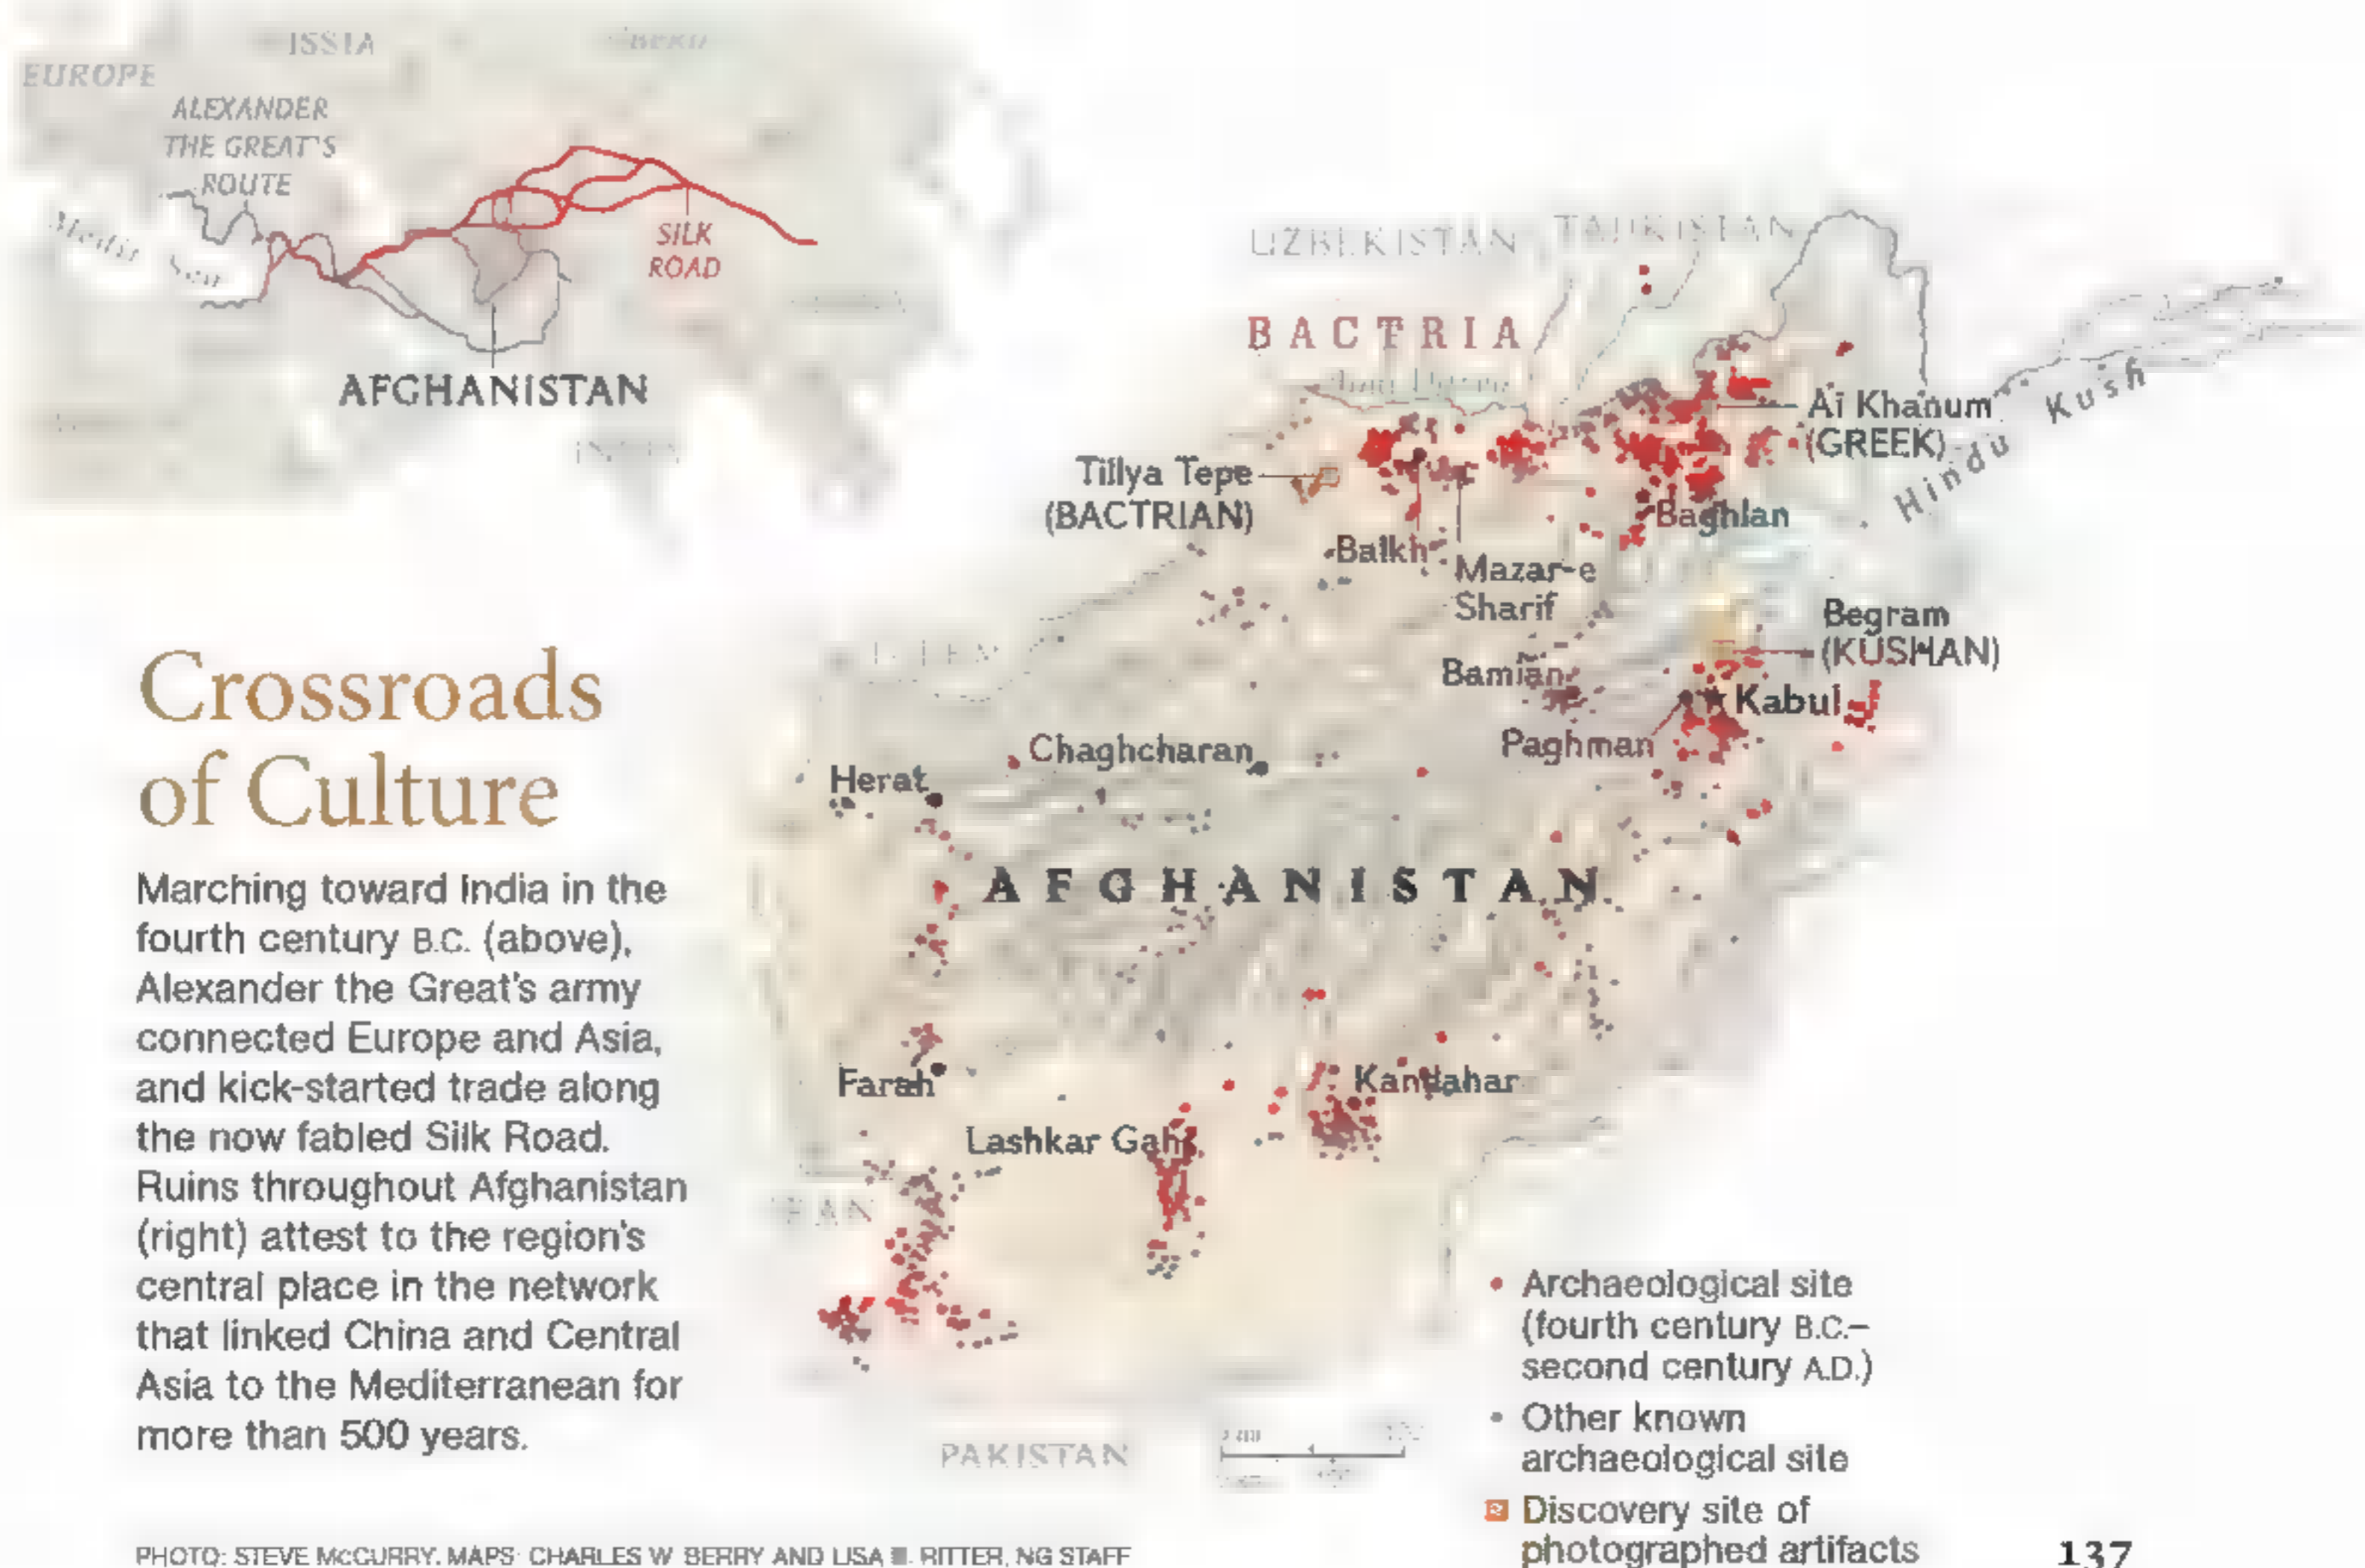 EUROPE
ALEXANDER
THE GREAT'S
ROUTE
SILK
ROAD
AFGHANISTAN
UZBEKISTAN
TAJIKISTAN
BACTRIA
Aï Khanum
(GREEK)
Hindu Kush
Tillya Tepe
(BACTRIAN)
Baghlan
Balkh
Mazar-e
Sharif
Begram
(KUSHAN)
Bamian
Kabul
Paghman
Chaghcharan
Herat
AFGHANISTAN
Farah
Kandahar
Lashkar Gah
PAKISTAN
Crossroads
of Culture
Marching toward India in the
fourth century B.C. (above),
Alexander the Great's army
connected Europe and Asia,
and kick-started trade along
the now fabled Silk Road.
Ruins throughout Afghanistan
(right) attest to the region's
central place in the network
that linked China and Central
Asia to the Mediterranean for
more than 500 years.
• Archaeological site
(fourth century B.C.–
second century A.D.)
• Other known
archaeological site
Discovery site of
photographed artifacts
PHOTO: STEVE McCURRY. MAPS: CHARLES W. BERRY AND LISA RITTER, NG STAFF
137